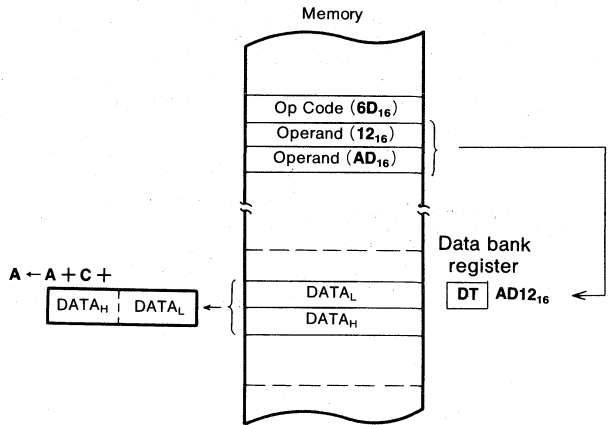 Memory
Op Code (6D₁₆)
Operand (12₁₆)
Operand (AD₁₆)
Data bank
register
A ← A + C +
DATAH DATAL
DATAL
DATAH
DT AD12₁₆